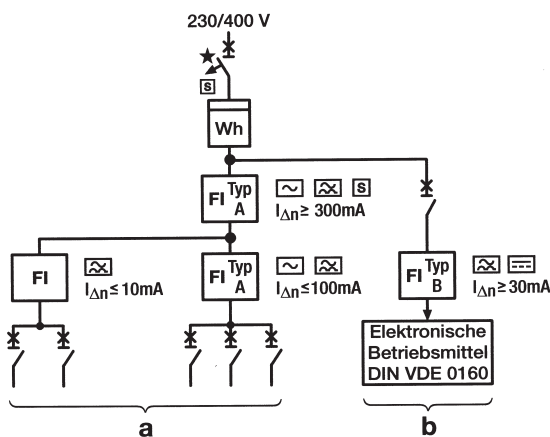 230/400 V
S
Wh
FI Typ A
S
I∆n ≥ 300mA
FI
I∆n ≤ 10mA
FI Typ A
I∆n ≤ 100mA
FI Typ B
I∆n ≥ 30mA
Elektronische
Betriebsmittel
DIN VDE 0160
a
b